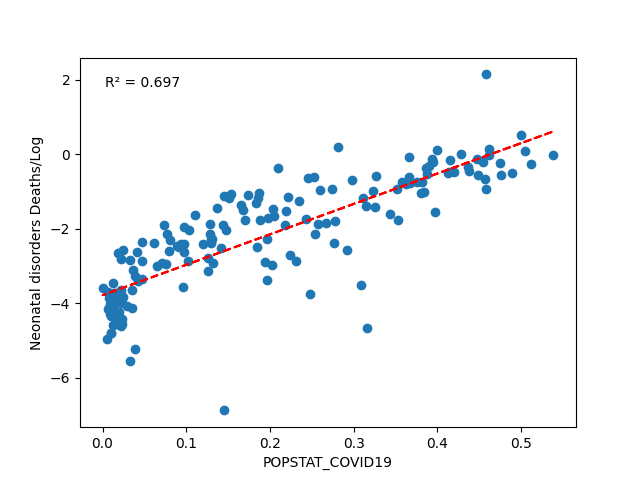 R² = 0.697
2
0
−2
−4
−6
Neonatal disorders Deaths/Log
0.0 0.1 0.2 0.3 0.4 0.5
POPSTAT_COVID19